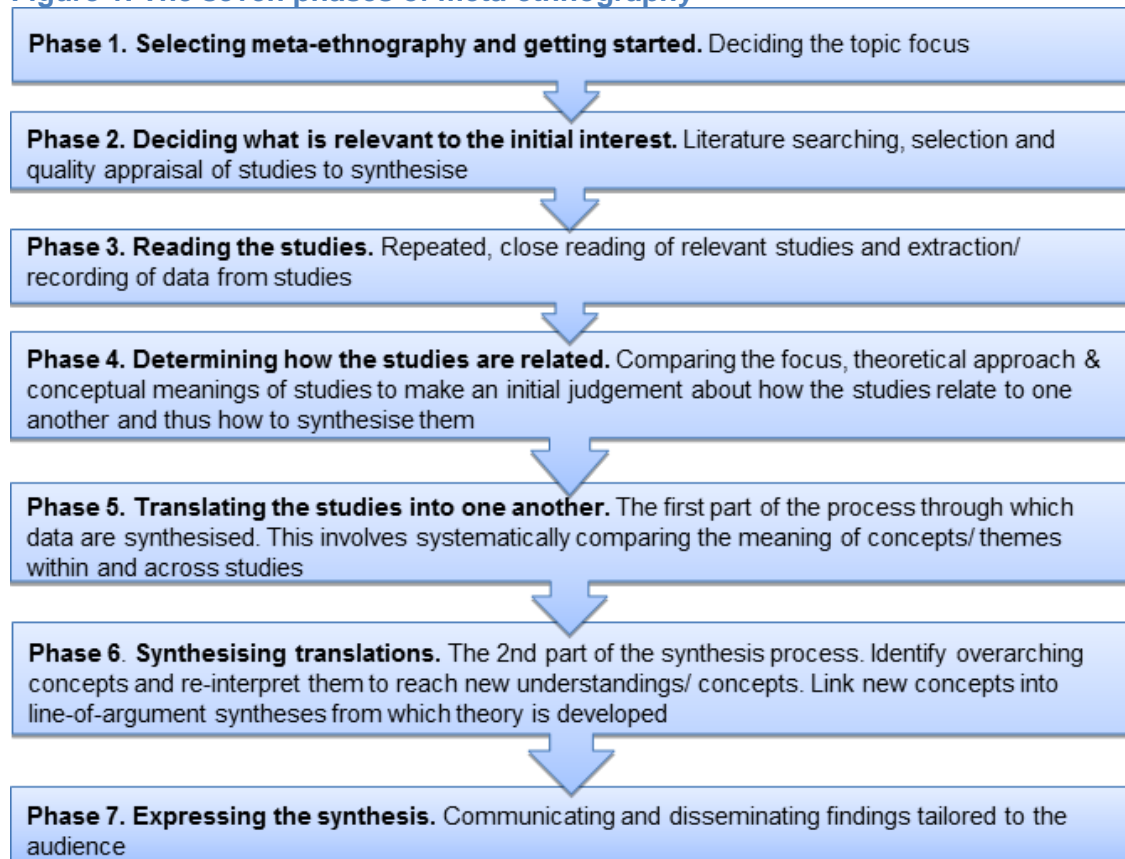 Figure 1. The seven phases of meta-ethnography
Phase 1. Selecting meta-ethnography and getting started. Deciding the topic focus
Phase 2. Deciding what is relevant to the initial interest. Literature searching, selection and
quality appraisal of studies to synthesise
Phase 3. Reading the studies. Repeated, close reading of relevant studies and extraction/
recording of data from studies
Phase 4. Determining how the studies are related. Comparing the focus, theoretical approach &
conceptual meanings of studies to make an initial judgement about how the studies relate to one
another and thus how to synthesise them
Phase 5. Translating the studies into one another. The first part of the process through which
data are synthesised. This involves systematically comparing the meaning of concepts/ themes
within and across studies
Phase 6. Synthesising translations. The 2nd part of the synthesis process. Identify overarching
concepts and re-interpret them to reach new understandings/ concepts. Link new concepts into
line-of-argument syntheses from which theory is developed
Phase 7. Expressing the synthesis. Communicating and disseminating findings tailored to the
audience